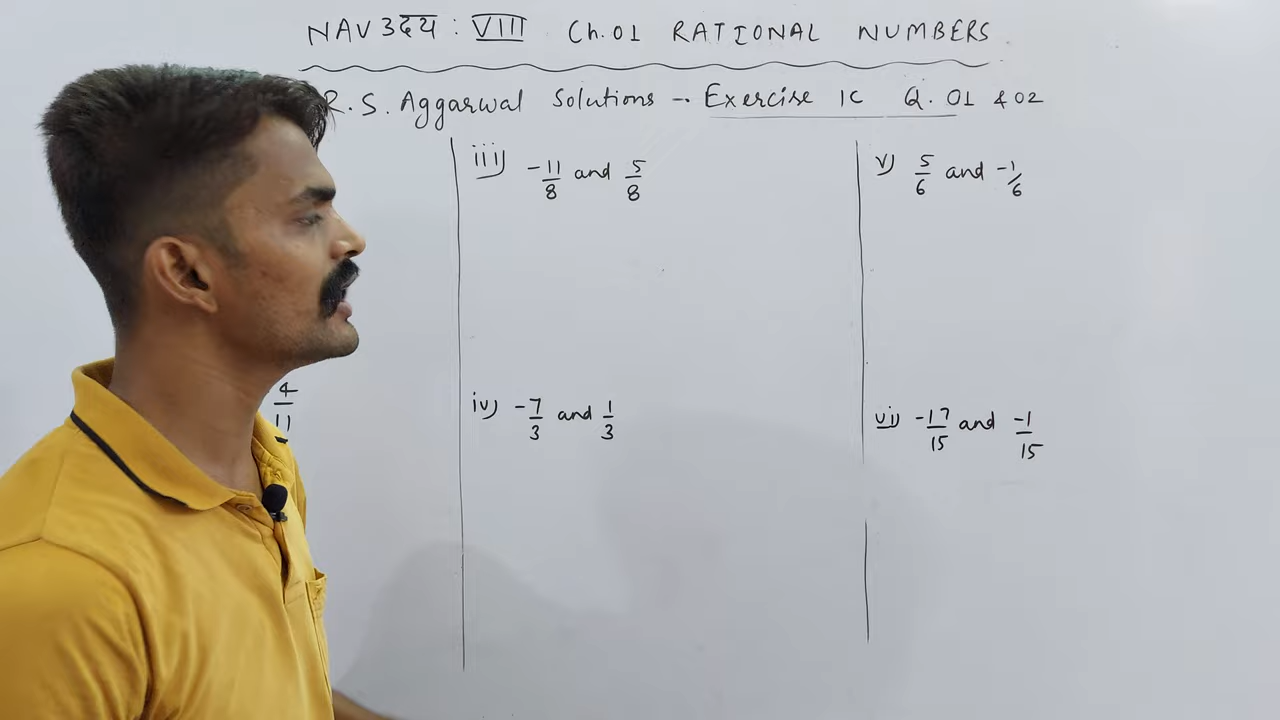 NAVउदय : VIII Ch.01 RATIONAL NUMBERS
R.S. Aggarwal Solutions -- Exercise 1C Q. 01 & 02
iii) -11/8 and 5/8
v) 5/6 and -1/6
4/11
iv) -7/3 and 1/3
vi) -17/15 and -1/15